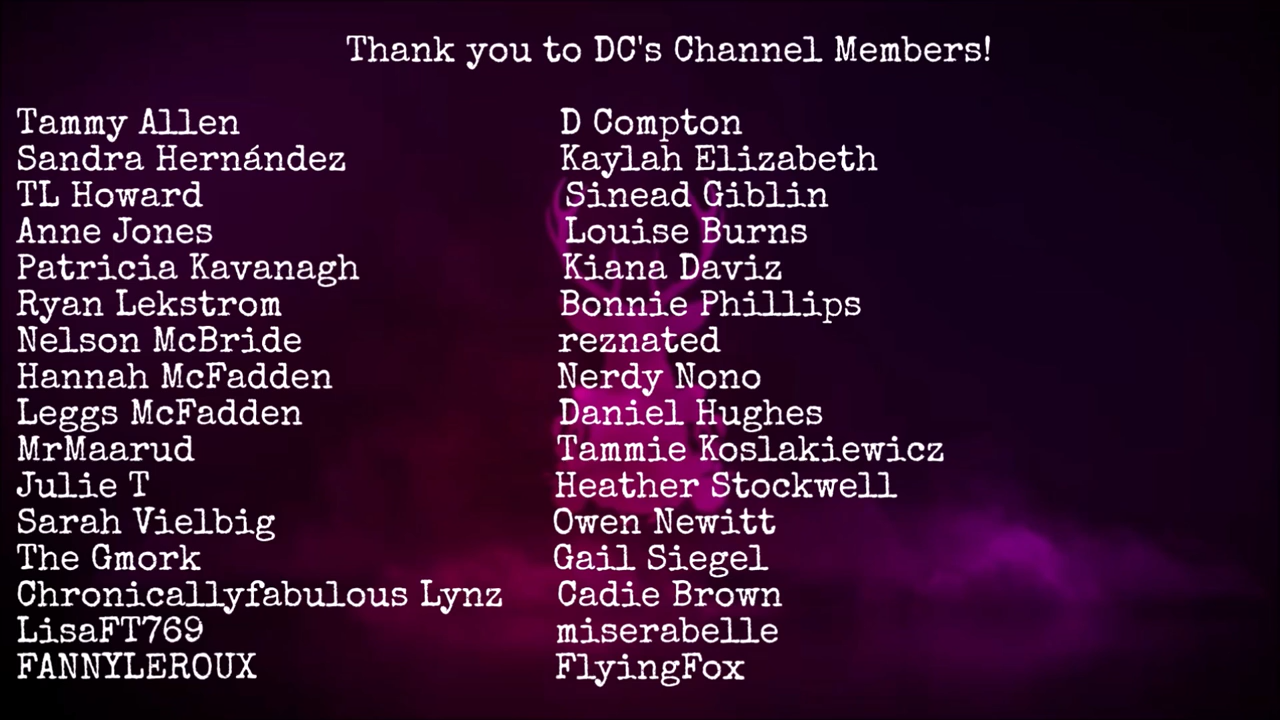 Thank you to DC's Channel Members!
Tammy Allen
Sandra Hernández
TL Howard
Anne Jones
Patricia Kavanagh
Ryan Lekstrom
Nelson McBride
Hannah McFadden
Leggs McFadden
MrMaarud
Julie T
Sarah Vielbig
The Gmork
Chronicallyfabulous Lynz
LisaFT769
FANNYLEROUX
D Compton
Kaylah Elizabeth
Sinead Giblin
Louise Burns
Kiana Daviz
Bonnie Phillips
reznated
Nerdy Nono
Daniel Hughes
Tammie Koslakiewicz
Heather Stockwell
Owen Newitt
Gail Siegel
Cadie Brown
miserabelle
FlyingFox